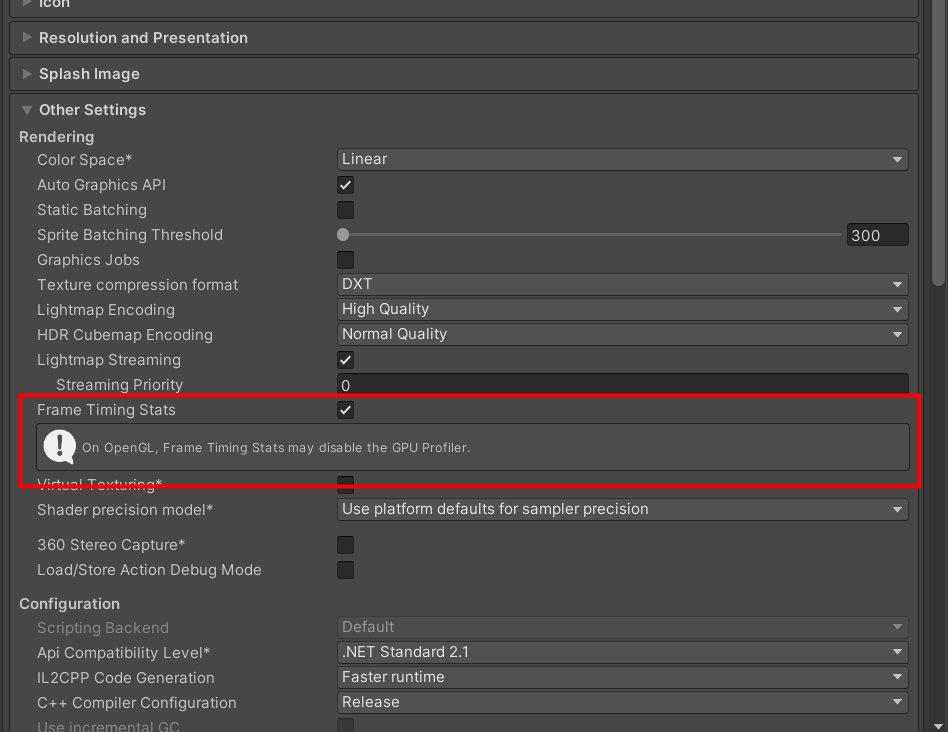 Icon
Resolution and Presentation
Splash Image
Other Settings
Rendering
Color Space* Linear
Auto Graphics API
Static Batching
Sprite Batching Threshold 300
Graphics Jobs
Texture compression format DXT
Lightmap Encoding High Quality
HDR Cubemap Encoding Normal Quality
Lightmap Streaming
Streaming Priority 0
Frame Timing Stats
On OpenGL, Frame Timing Stats may disable the GPU Profiler.
Virtual Texturing*
Shader precision model* Use platform defaults for sampler precision
360 Stereo Capture*
Load/Store Action Debug Mode
Configuration
Scripting Backend Default
Api Compatibility Level* .NET Standard 2.1
IL2CPP Code Generation Faster runtime
C++ Compiler Configuration Release
Use incremental GC